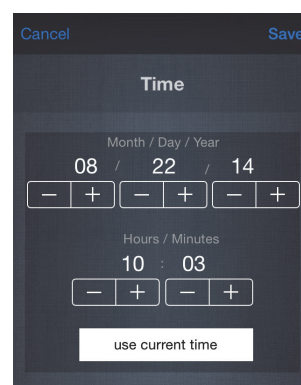 Cancel Save
Time
Month / Day / Year
08 / 22 / 14
− + − + − +
Hours / Minutes
10 : 03
− + − +
use current time